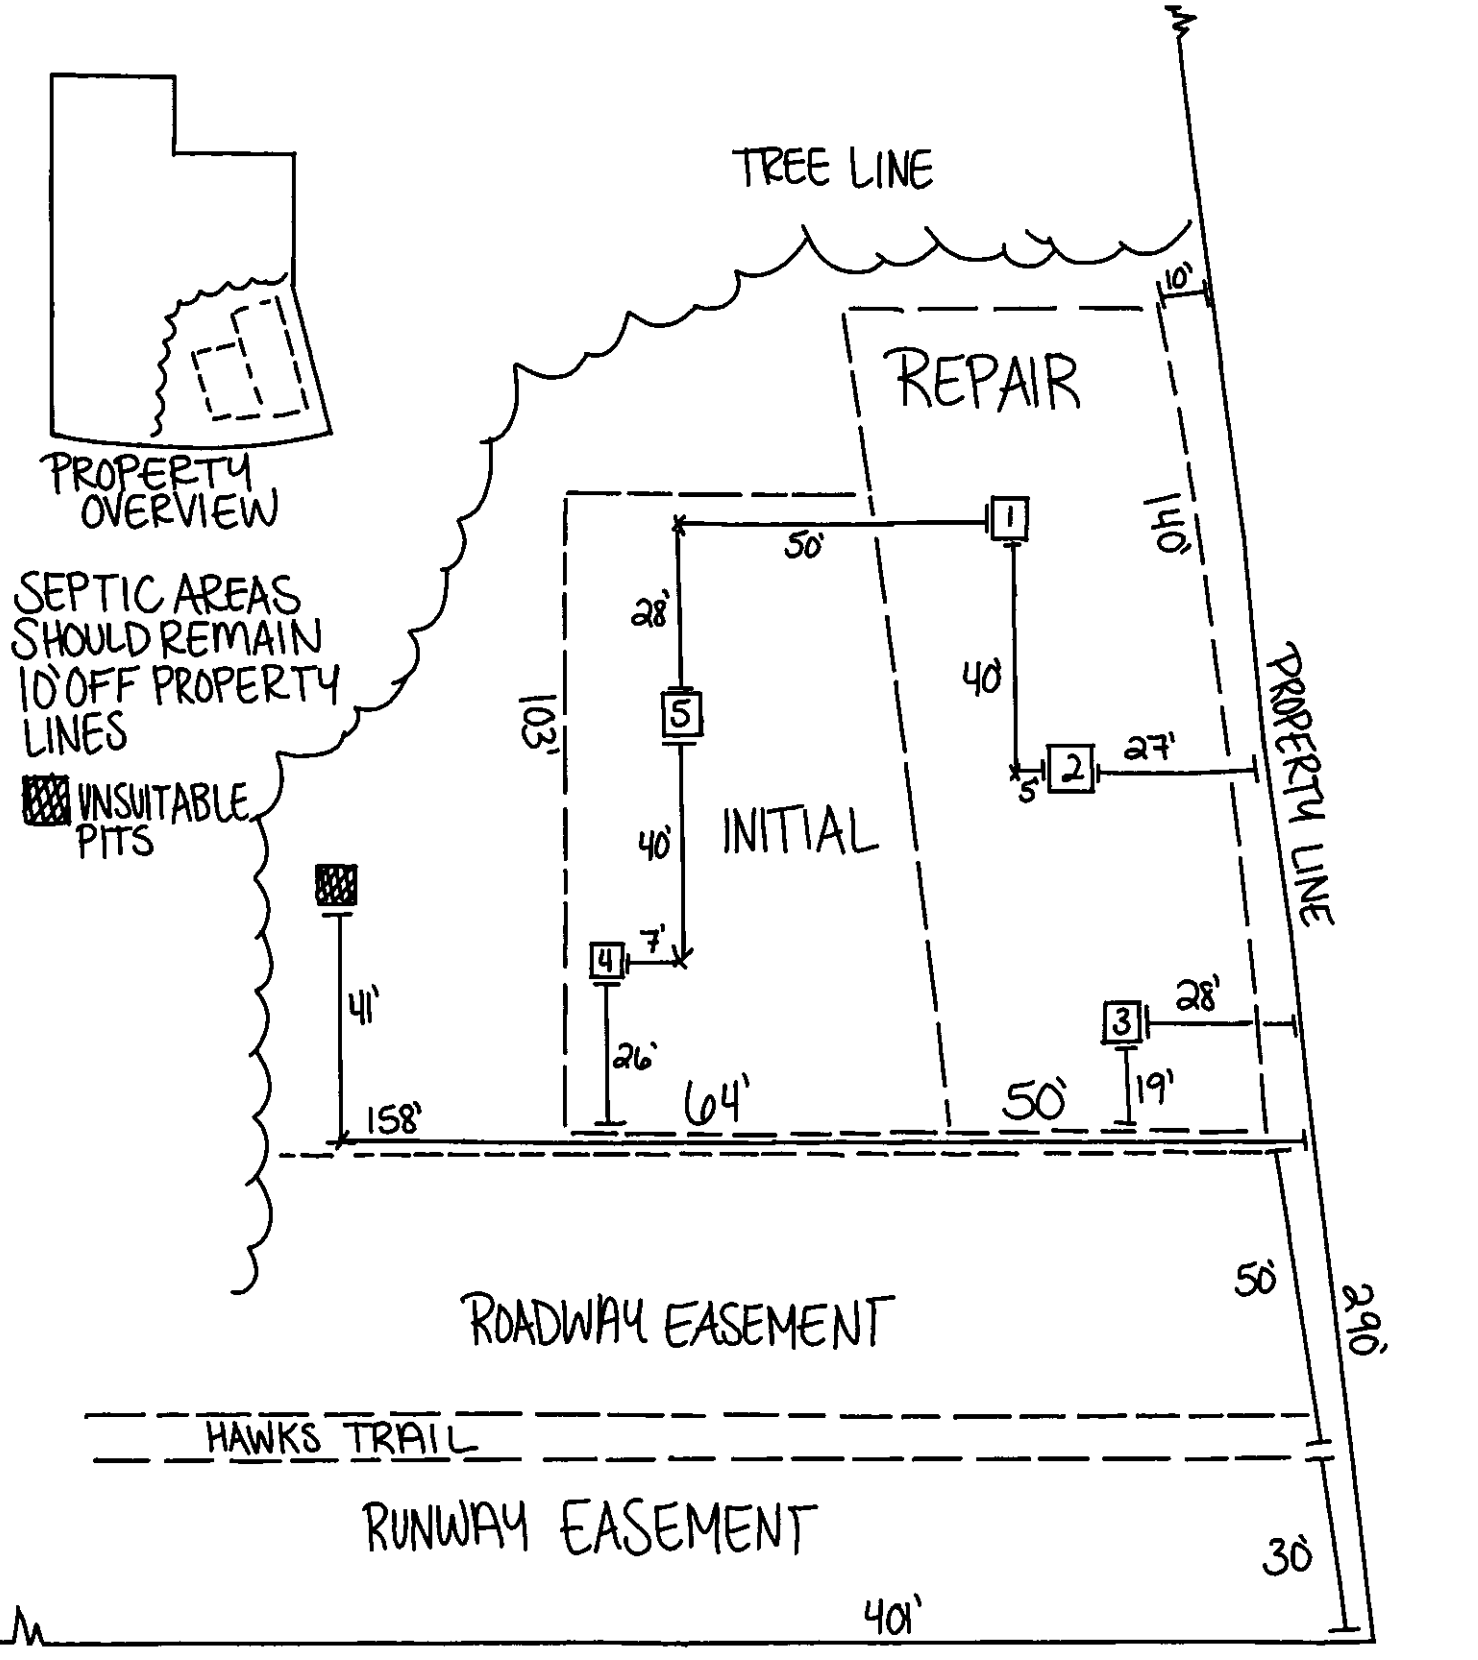 TREE LINE
10'
REPAIR
PROPERTY
OVERVIEW
SEPTIC AREAS
SHOULD REMAIN
10' OFF PROPERTY
LINES
UNSUITABLE
PITS
1
50'
140'
28'
40'
103'
5
PROPERTY LINE
27'
2
5'
40'
INITIAL
7'
4
41'
28'
3
26'
19'
64'
50'
158'
50'
290'
ROADWAY EASEMENT
HAWKS TRAIL
RUNWAY EASEMENT
30'
401'